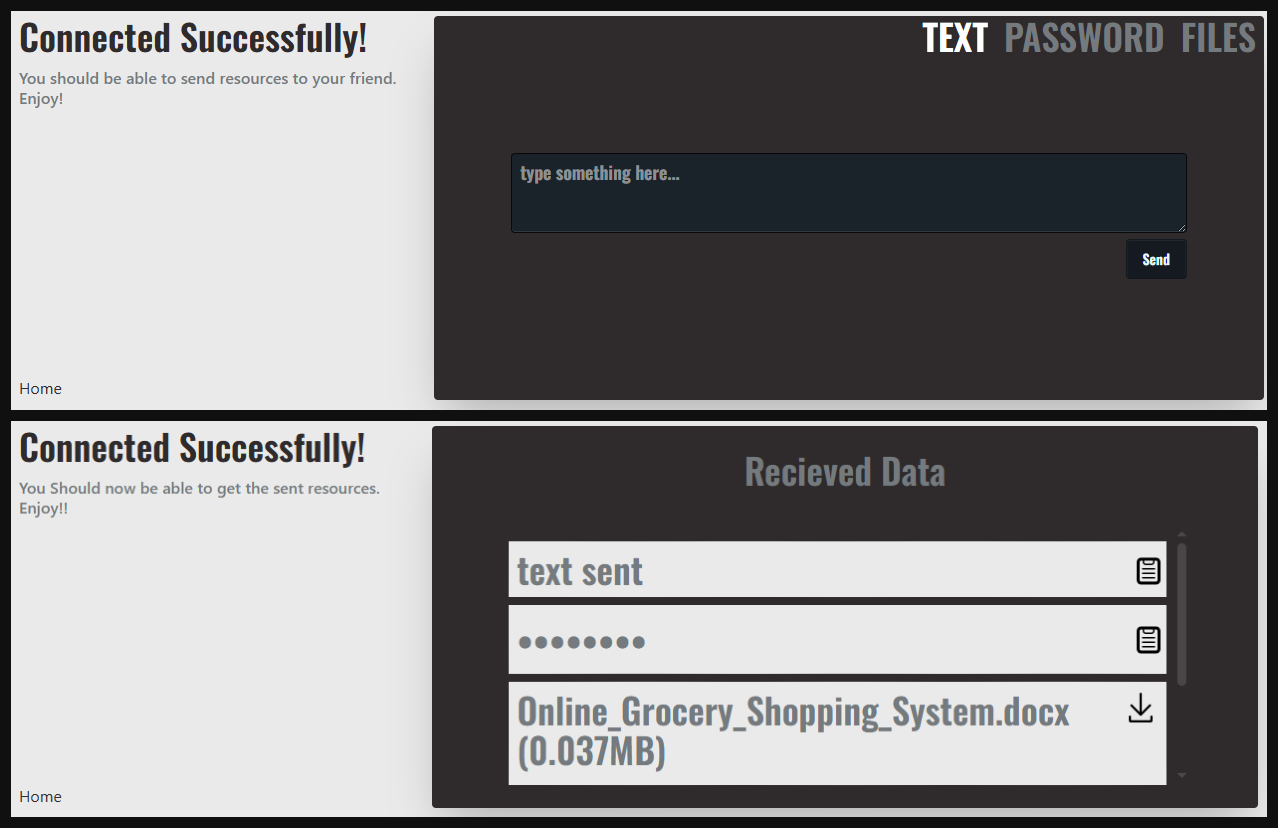 Connected Successfully!
You should be able to send resources to your friend.
Enjoy!
Home
TEXT PASSWORD FILES
type something here...
Send
Connected Successfully!
You Should now be able to get the sent resources.
Enjoy!!
Home
Recieved Data
text sent
••••••••
Online_Grocery_Shopping_System.docx
(0.037MB)